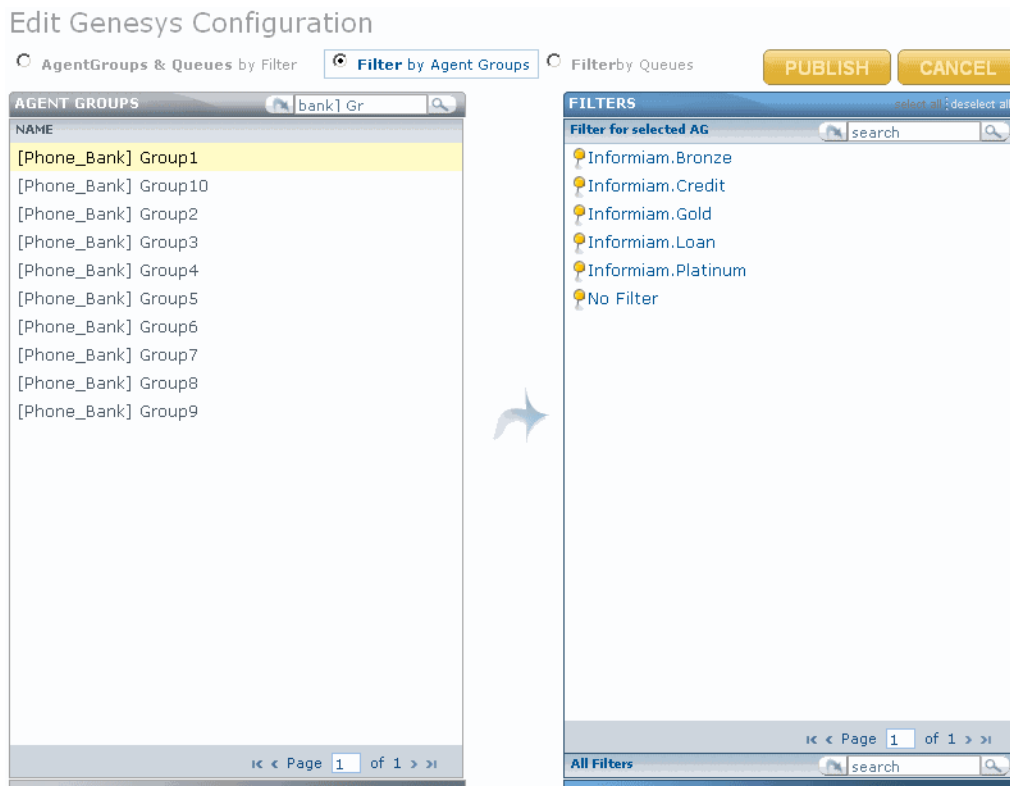 Edit Genesys Configuration
AgentGroups & Queues by Filter
Filter by Agent Groups
Filterby Queues
PUBLISH
CANCEL
AGENT GROUPS
bank] Gr
NAME
[Phone_Bank] Group1
[Phone_Bank] Group10
[Phone_Bank] Group2
[Phone_Bank] Group3
[Phone_Bank] Group4
[Phone_Bank] Group5
[Phone_Bank] Group6
[Phone_Bank] Group7
[Phone_Bank] Group8
[Phone_Bank] Group9
Page 1 of 1
FILTERS
select all deselect all
Filter for selected AG
search
Informiam.Bronze
Informiam.Credit
Informiam.Gold
Informiam.Loan
Informiam.Platinum
No Filter
Page 1 of 1
All Filters
search